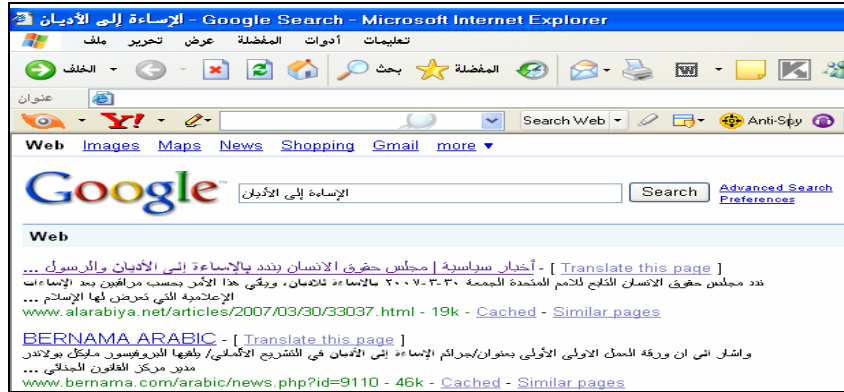 الإساءة إلى الأديان - Google Search - Microsoft Internet Explorer
ملف تحرير عرض المفضلة أدوات تعليمات
الخلف بحث المفضلة
عنوان
Y! Search Web Anti-Spy
Web Images Maps News Shopping Gmail more ▼
Google الإساءة إلى الأديان Search Advanced Search
Preferences
Web
أخبار سياسية | مجلس حقوق الانسان يندد بالإساءة إلى الأديان والرسول ... - [ Translate this page ]
ندد مجلس حقوق الانسان التابع للامم المتحدة الجمعة ٣٠-٣-٢٠٠٧ بالاساءة للاديان، ويأتي هذا الأمر بحسب مراقبين بعد الإساءات
الإعلامية التي تعرض لها الإسلام ...
www.alarabiya.net/articles/2007/03/30/33037.html - 19k - Cached - Similar pages
BERNAMA ARABIC - [ Translate this page ]
واشار الى ان ورقة العمل الاولى الأولى بعنوان/جرائم الإساءة إلى الأديان في التشريع الألماني/ يلقيها البروفيسور مايكل بولاندر
مدير مركز القانون الجنائي ...
www.bernama.com/arabic/news.php?id=9110 - 46k - Cached - Similar pages